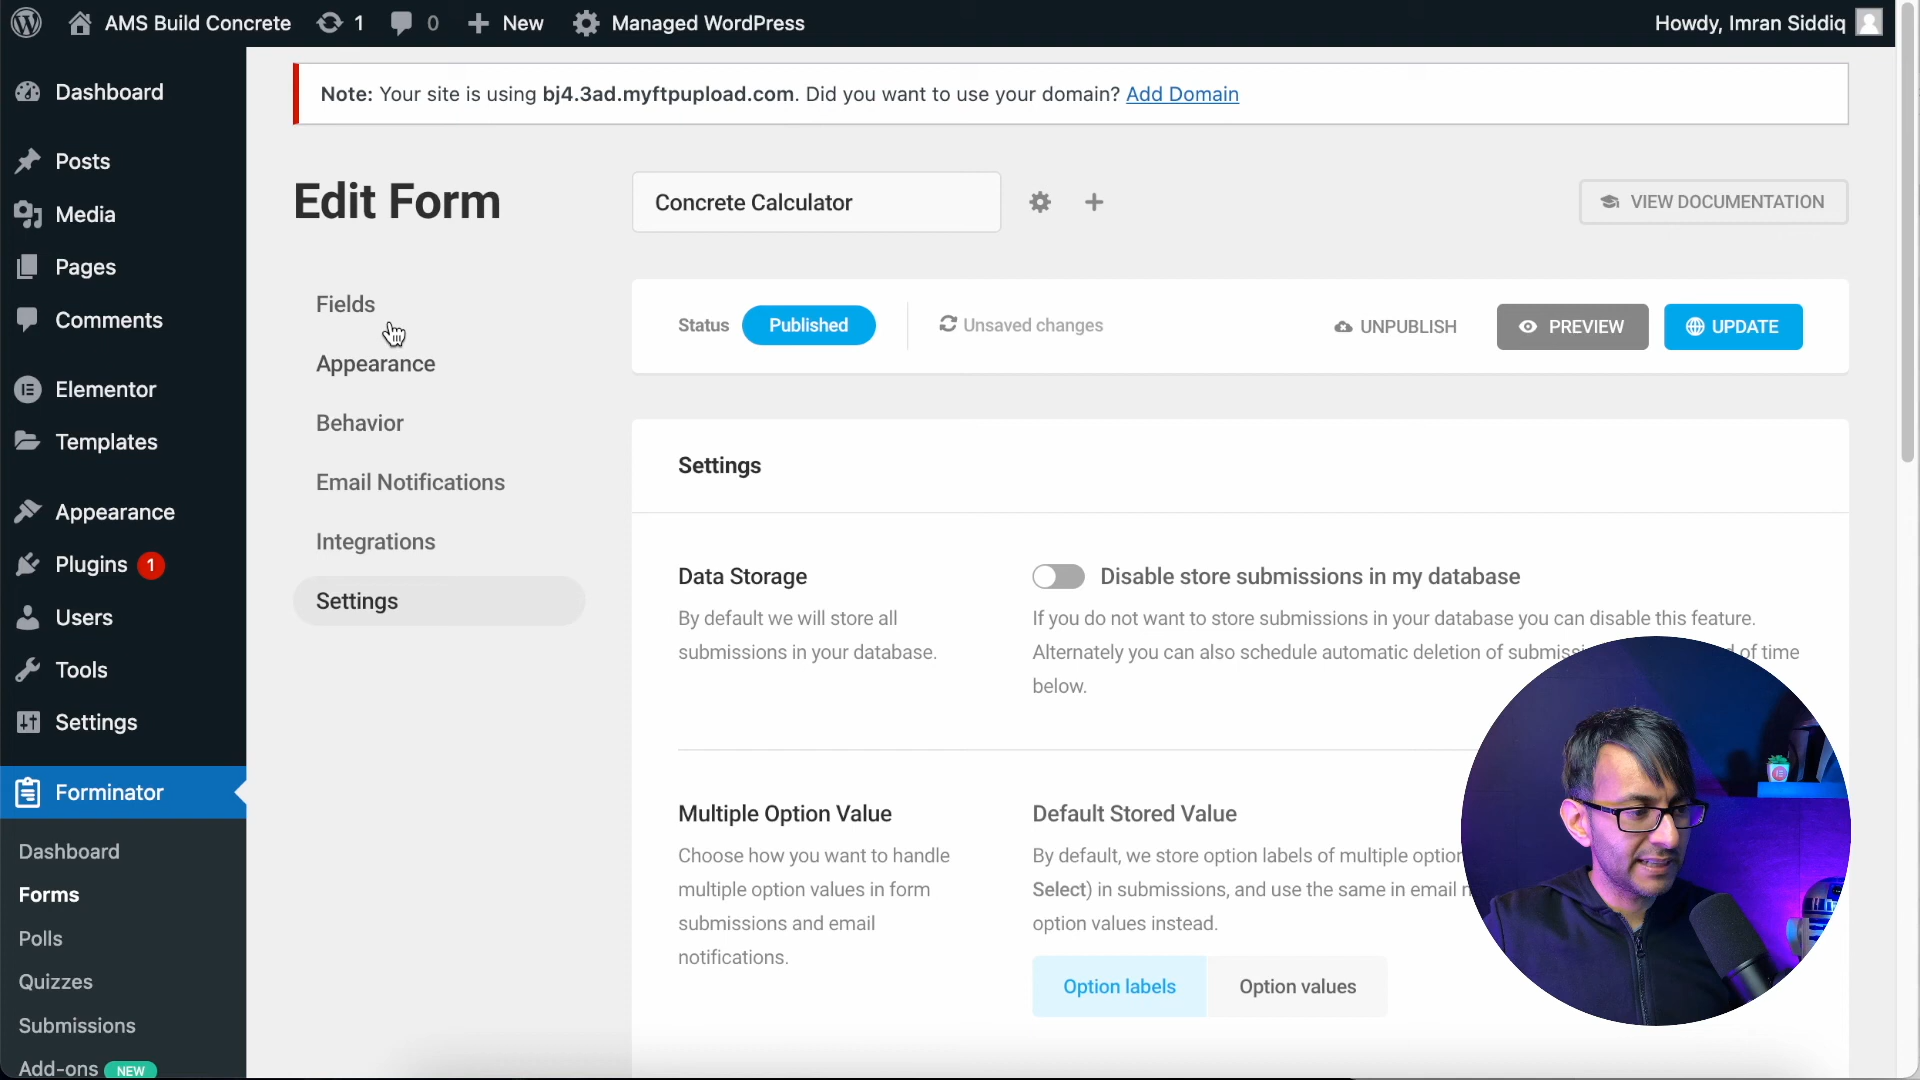 AMS Build Concrete 1 0 New Managed WordPress Howdy, Imran Siddiq
Note: Your site is using bj4.3ad.myftpupload.com. Did you want to use your domain? Add Domain
Dashboard
Posts
Media
Pages
Comments
Elementor
Templates
Appearance
Plugins 1
Users
Tools
Settings
Forminator
Dashboard
Forms
Polls
Quizzes
Submissions
Add-ons NEW
Edit Form
Concrete Calculator
VIEW DOCUMENTATION
Fields
Appearance
Behavior
Email Notifications
Integrations
Settings
Status Published Unsaved changes UNPUBLISH PREVIEW UPDATE
Settings
Data Storage
By default we will store all
submissions in your database.
Disable store submissions in my database
If you do not want to store submissions in your database you can disable this feature.
Alternately you can also schedule automatic deletion of of time
below.
Multiple Option Value
Choose how you want to handle
multiple option values in form
submissions and email
notifications.
Default Stored Value
By default, we store option labels of multiple
Select) in submissions, and use the same in email
option values instead.
Option labels Option values